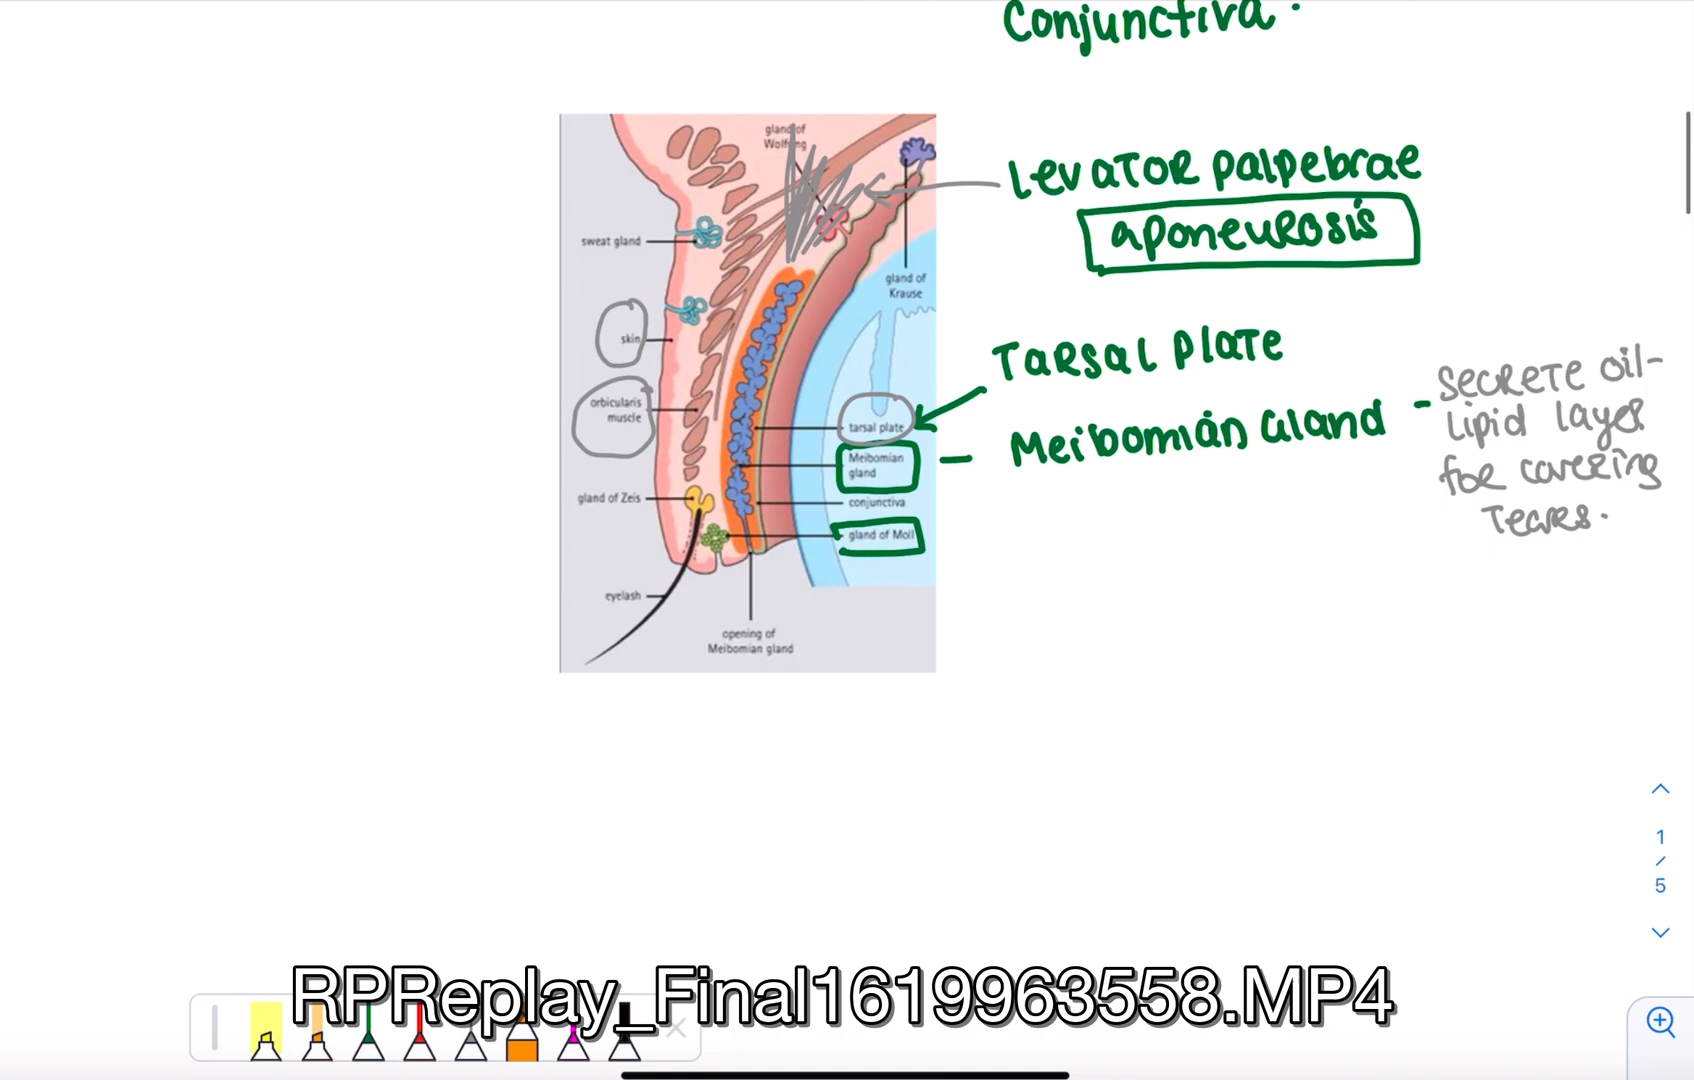 Conjunctiva.
gland of
Wolfring
Levator palpebrae
aponeurosis
sweat gland
gland of
Krause
skin
Tarsal plate
orbicularis
muscle
tarsal plate
Meibomian Gland - Secrete oil-
Lipid layer
for covering
Tears.
Meibomian
gland
gland of Zeis
conjunctiva
gland of Moll
eyelash
opening of
Meibomian gland
1
/
5
RPReplay_Final1619963558.MP4